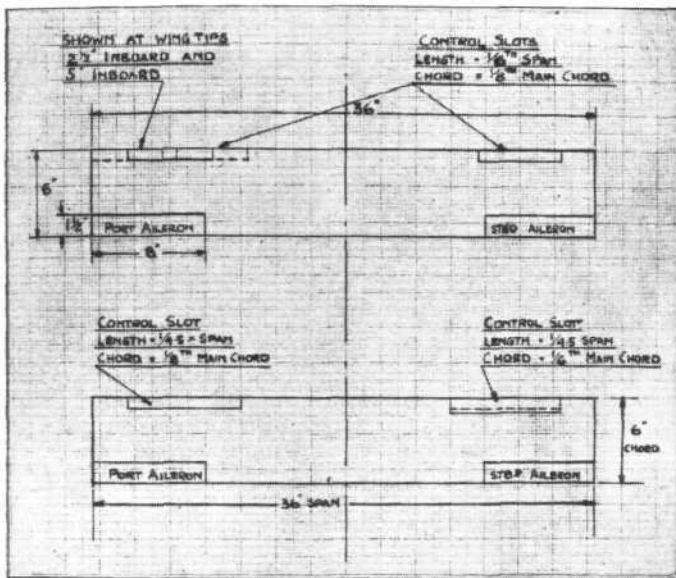 SHOWN AT WING TIPS
2½" INBOARD AND
5" INBOARD
CONTROL SLOTS
LENGTH = 1/6TH SPAN
CHORD = 1/8TH MAIN CHORD
36"
6"
1½"
PORT AILERON
STBD AILERON
8"
CONTROL SLOT
LENGTH = 1/4.5 × SPAN
CHORD = 1/8TH MAIN CHORD
CONTROL SLOT
LENGTH = 1/4.5 SPAN
CHORD = 1/6TH MAIN CHORD
6"
CHORD
PORT AILERON
STBD AILERON
36" SPAN